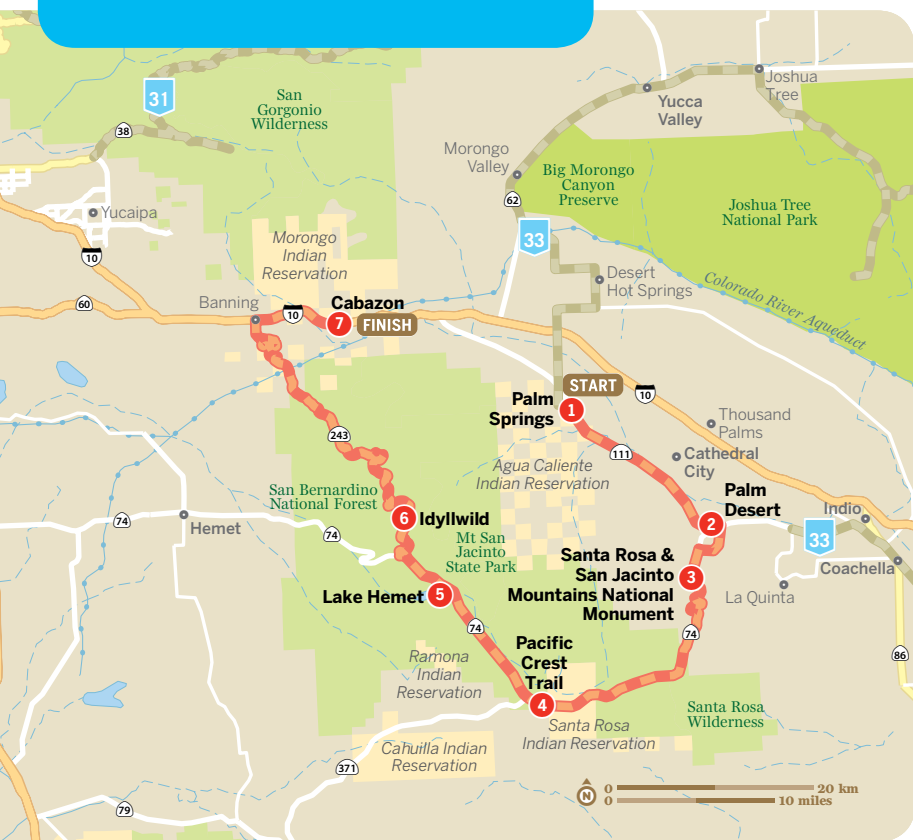 31
San
Gorgonio
Wilderness
38
Joshua
Tree
Yucca
Valley
Morongo
Valley
Big Morongo
Canyon
Preserve
62
Joshua Tree
National Park
Yucaipa
33
10
Morongo
Indian
Reservation
Desert
Hot Springs
Colorado River Aqueduct
60
Banning
10
Cabazon
7
FINISH
START
Palm
Springs
1
10
Thousand
Palms
111
243
Cathedral
City
Agua Caliente
Indian Reservation
Palm
Desert
2
San Bernardino
National Forest
Indio
33
74
Hemet
6
Idyllwild
74
Mt San
Jacinto
State Park
Santa Rosa &
San Jacinto
Mountains National
Monument
3
Coachella
La Quinta
Lake Hemet
5
74
74
Pacific
Crest
Trail
4
86
Ramona
Indian
Reservation
Santa Rosa
Wilderness
Santa Rosa
Indian Reservation
Cahuilla Indian
Reservation
371
79
N
0
20 km
0
10 miles